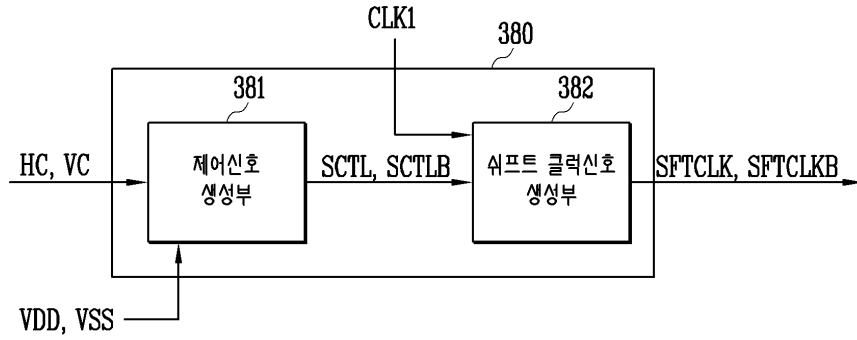 CLK1
380
381
382
HC, VC
제어신호
생성부
SCTL, SCTLB
쉬프트 클럭신호
생성부
SFTCLK, SFTCLKB
VDD, VSS